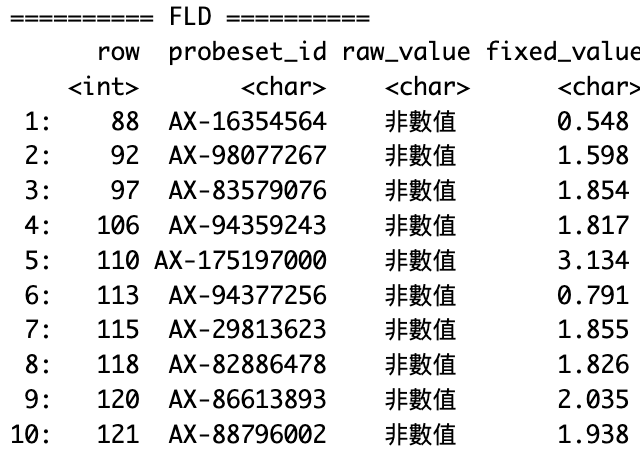 ========== FLD ==========
row probeset_id raw_value fixed_value
<int> <char> <char> <char>
1: 88 AX-16354564 非數值 0.548
2: 92 AX-98077267 非數值 1.598
3: 97 AX-83579076 非數值 1.854
4: 106 AX-94359243 非數值 1.817
5: 110 AX-175197000 非數值 3.134
6: 113 AX-94377256 非數值 0.791
7: 115 AX-29813623 非數值 1.855
8: 118 AX-82886478 非數值 1.826
9: 120 AX-86613893 非數值 2.035
10: 121 AX-88796002 非數值 1.938